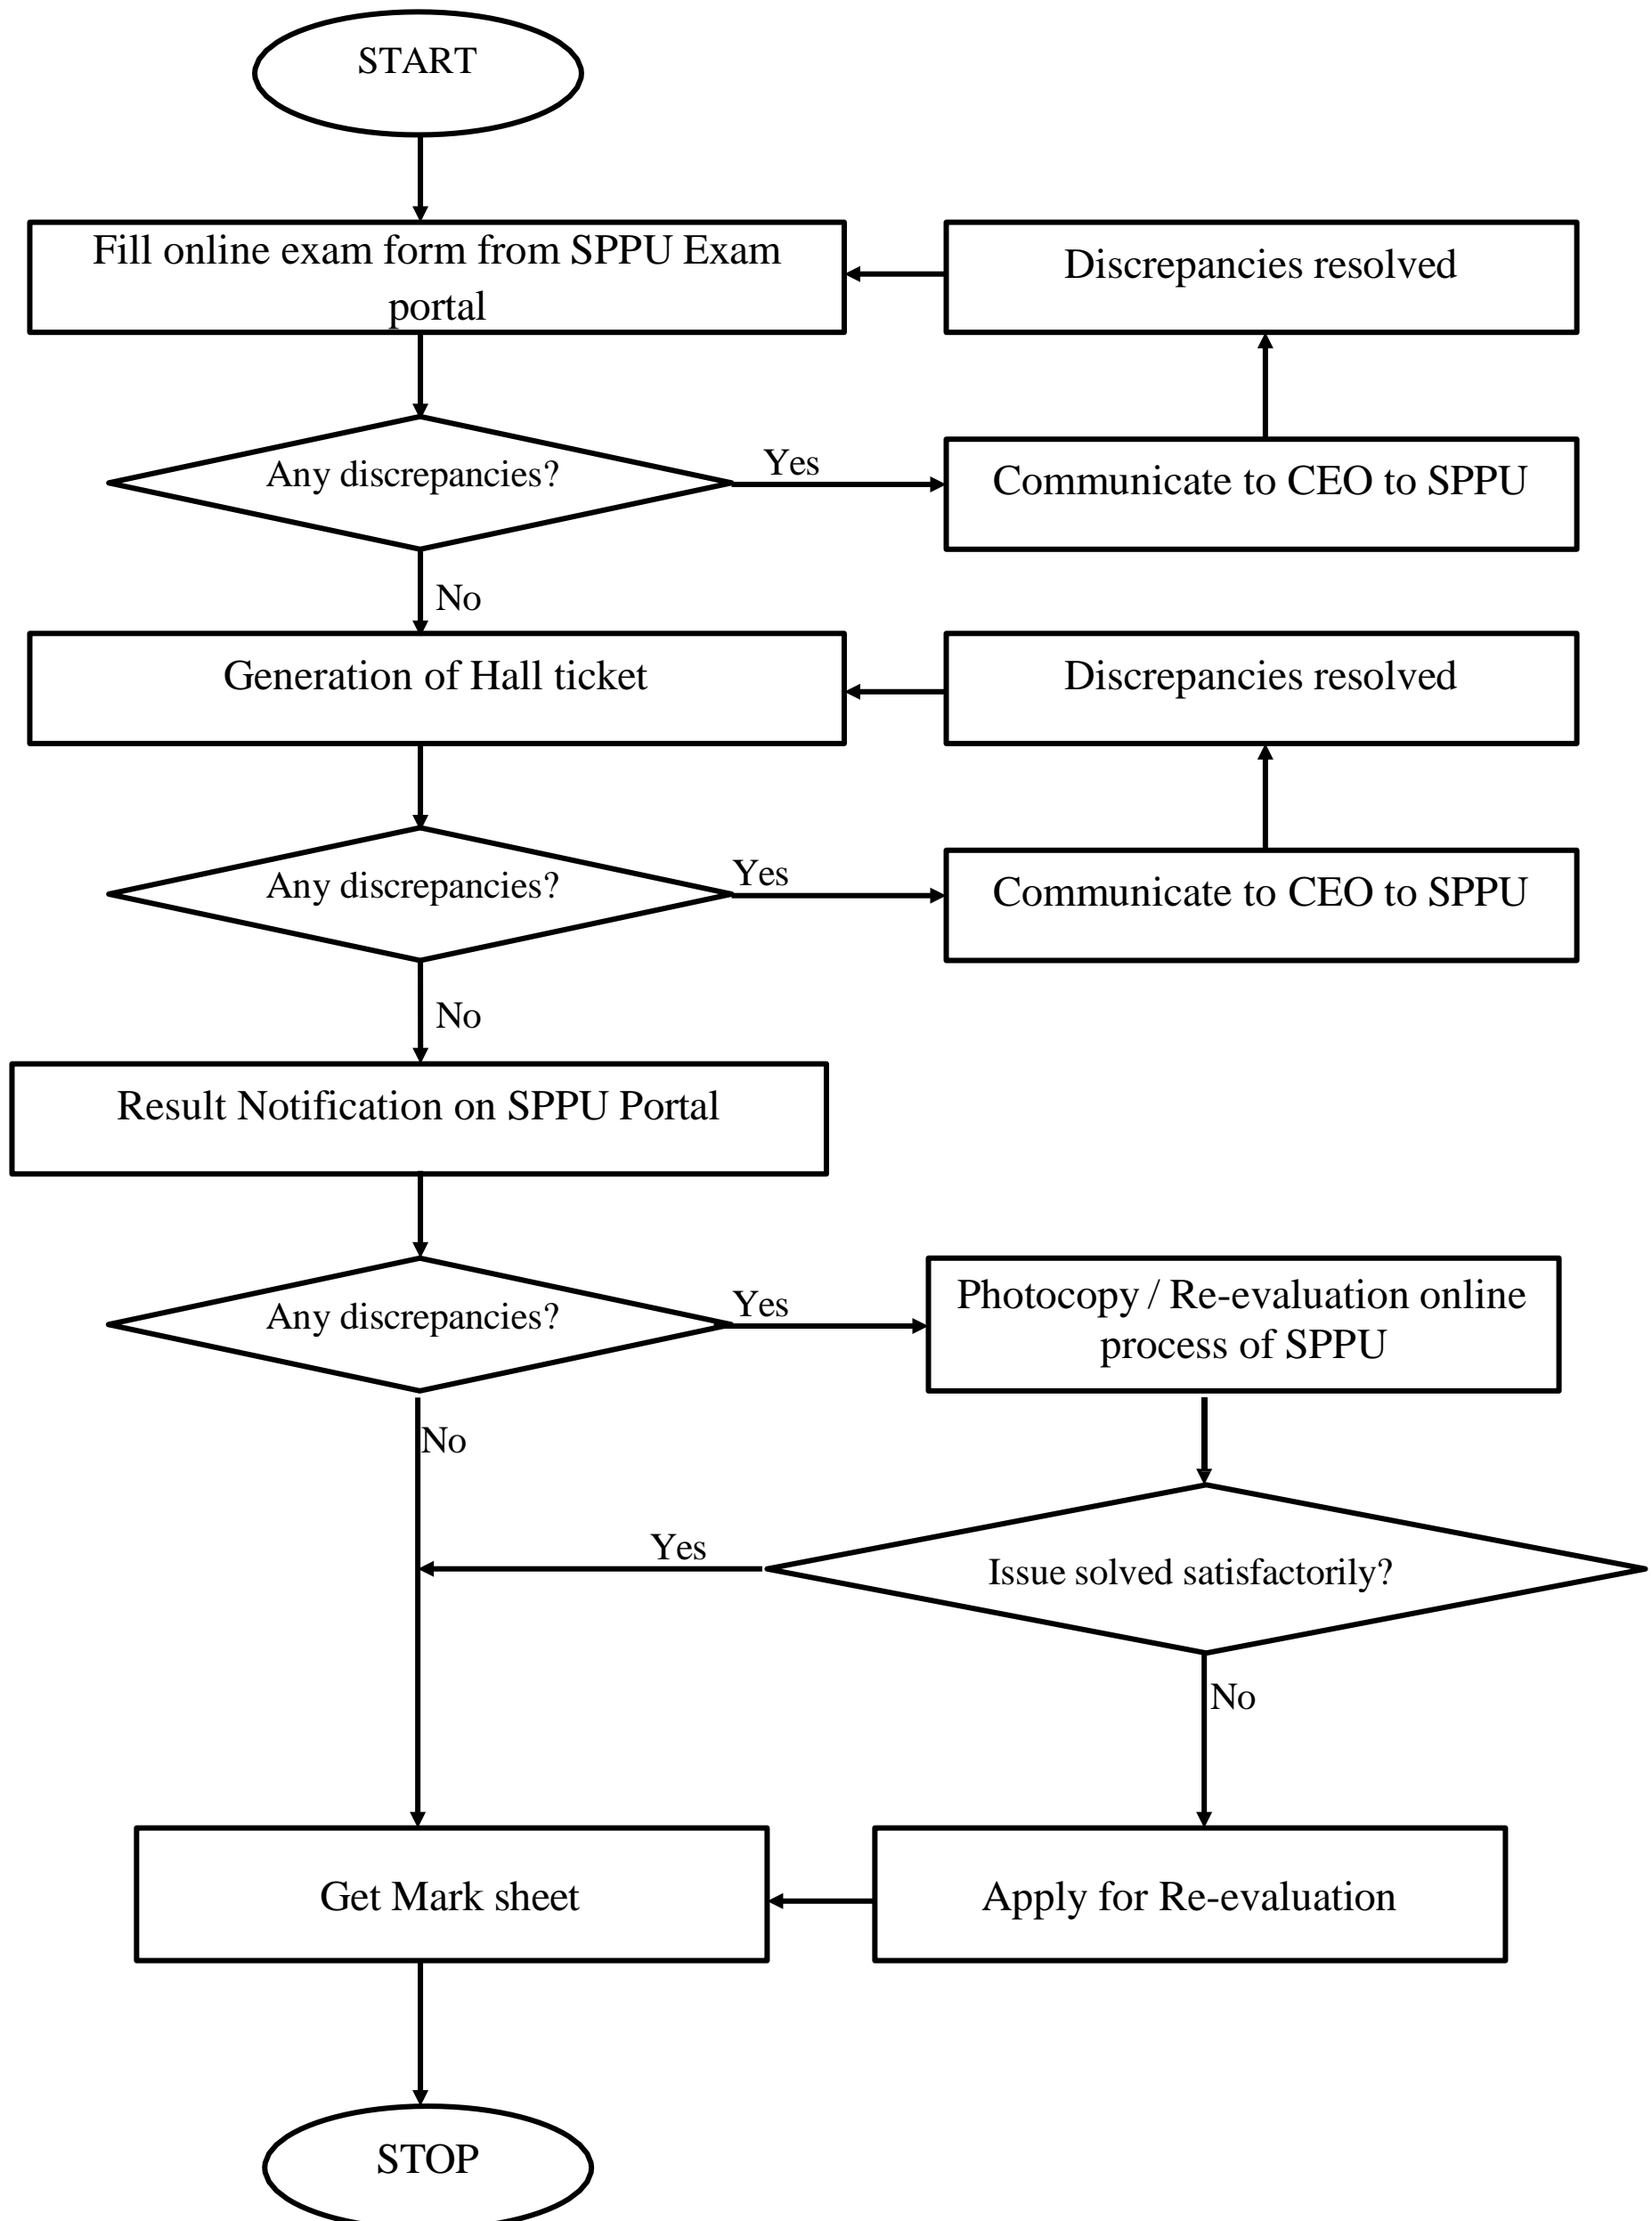 START
Fill online exam form from SPPU Exam
portal
Discrepancies resolved
Any discrepancies?
Yes
Communicate to CEO to SPPU
No
Generation of Hall ticket
Discrepancies resolved
Any discrepancies?
Yes
Communicate to CEO to SPPU
No
Result Notification on SPPU Portal
Any discrepancies?
Yes
Photocopy / Re-evaluation online
process of SPPU
No
Yes
Issue solved satisfactorily?
No
Get Mark sheet
Apply for Re-evaluation
STOP